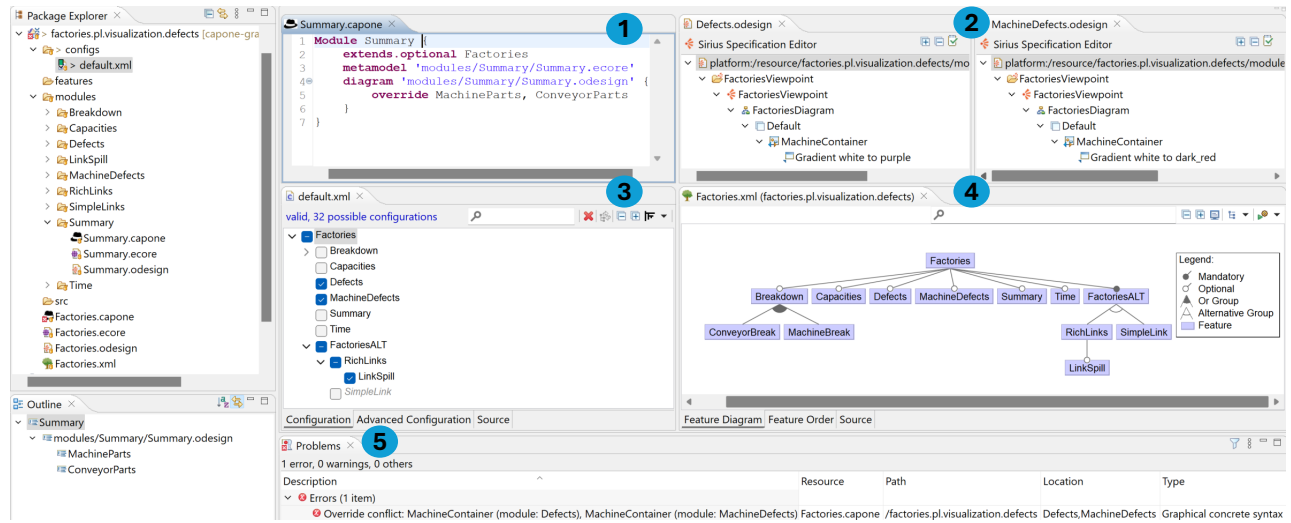 Package Explorer
> factories.pl.visualization.defects [capone-gra
> configs
> default.xml
features
modules
Breakdown
Capacities
Defects
LinkSpill
MachineDefects
RichLinks
SimpleLinks
Summary
Summary.capone
Summary.ecore
Summary.odesign
Time
src
Factories.capone
Factories.ecore
Factories.odesign
Factories.xml
Outline
Summary
modules/Summary/Summary.odesign
MachineParts
ConveyorParts
Summary.capone
1
1 Module Summary {
2 extends optional Factories
3 metamodel 'modules/Summary/Summary.ecore'
4 diagram 'modules/Summary/Summary.odesign' {
5 override MachineParts, ConveyorParts
6 }
7 }
Defects.odesign
Sirius Specification Editor
platform:/resource/factories.pl.visualization.defects/mo
FactoriesViewpoint
FactoriesViewpoint
FactoriesDiagram
Default
MachineContainer
Gradient white to purple
2
MachineDefects.odesign
Sirius Specification Editor
platform:/resource/factories.pl.visualization.defects/module
FactoriesViewpoint
FactoriesViewpoint
FactoriesDiagram
Default
MachineContainer
Gradient white to dark_red
default.xml
3
valid, 32 possible configurations
Factories
Breakdown
Capacities
Defects
MachineDefects
Summary
Time
FactoriesALT
RichLinks
LinkSpill
SimpleLink
Configuration Advanced Configuration Source
Factories.xml (factories.pl.visualization.defects)
4
Factories
Breakdown Capacities Defects MachineDefects Summary Time FactoriesALT
ConveyorBreak MachineBreak RichLinks SimpleLink
LinkSpill
Legend:
Mandatory
Optional
Or Group
Alternative Group
Feature
Feature Diagram Feature Order Source
Problems
5
1 error, 0 warnings, 0 others
Description Resource Path Location Type
Errors (1 item)
Override conflict: MachineContainer (module: Defects), MachineContainer (module: MachineDefects) Factories.capone /factories.pl.visualization.defects Defects,MachineDefects Graphical concrete syntax